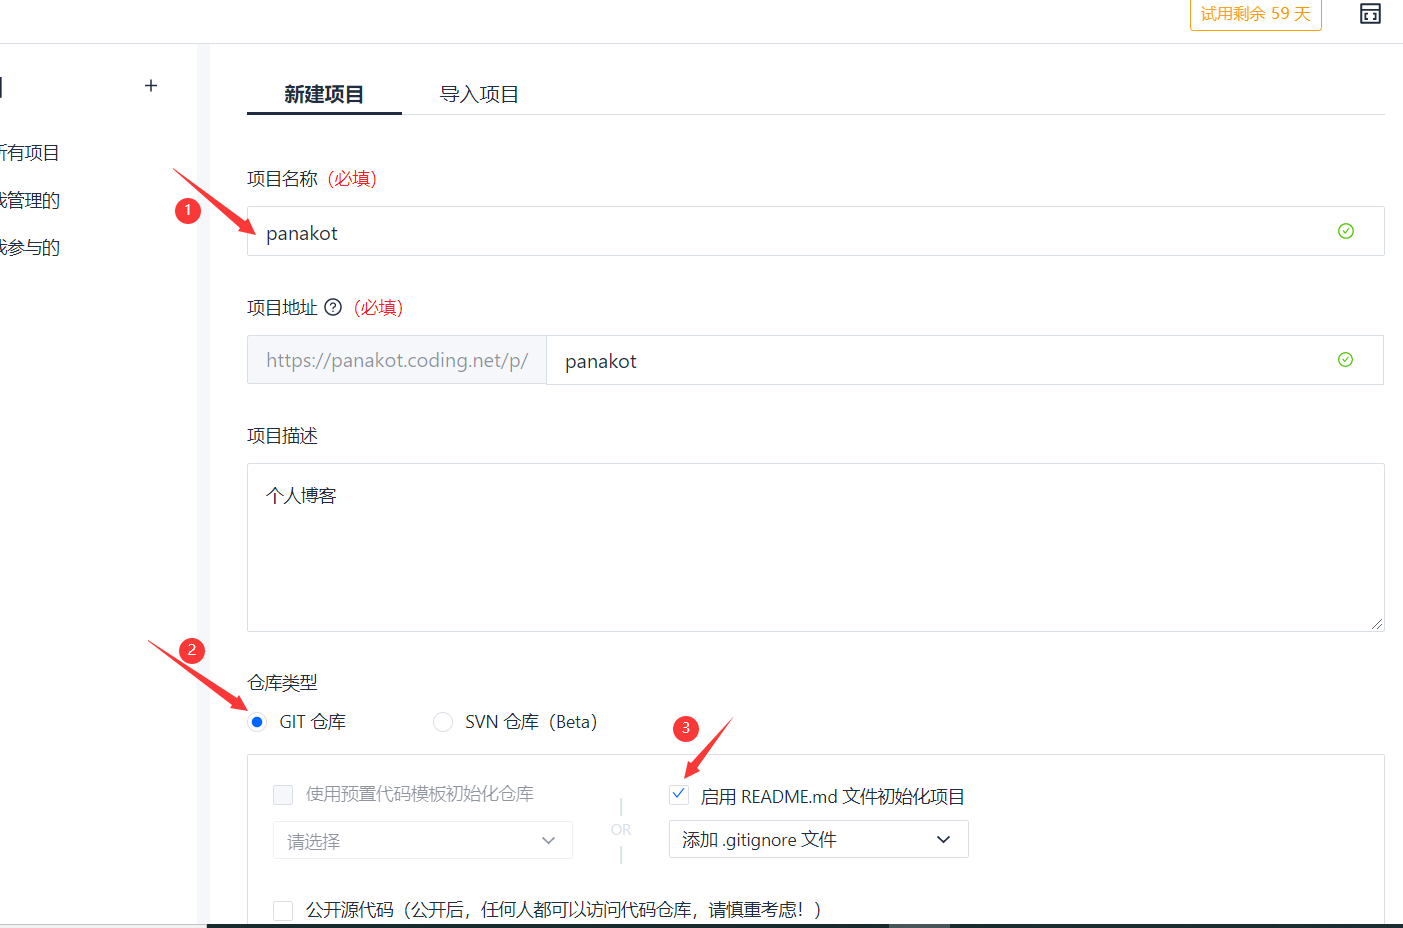 试用剩余 59 天
新建项目
导入项目
所有项目
我管理的
我参与的
项目名称（必填）
1
panakot
项目地址 ? （必填）
https://panakot.coding.net/p/
panakot
项目描述
个人博客
2
仓库类型
GIT 仓库
SVN 仓库（Beta）
3
使用预置代码模板初始化仓库
请选择
OR
启用 README.md 文件初始化项目
添加 .gitignore 文件
公开源代码（公开后，任何人都可以访问代码仓库，请慎重考虑！）